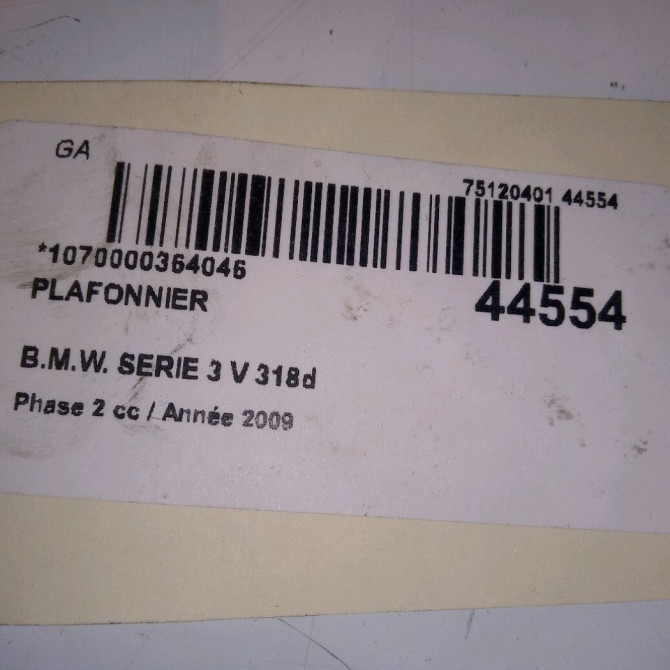 GA
75120401 44554
*1070000364046
PLAFONNIER
44554
B.M.W. SERIE 3 V 318d
Phase 2 cc / Année 2009